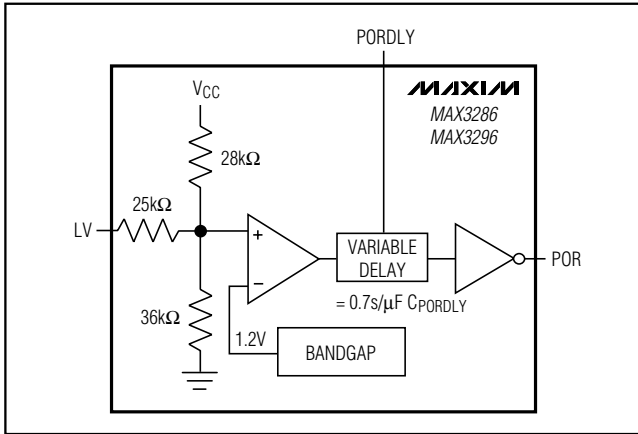 PORDLY
MAXIM
MAX3286
MAX3296
VCC
28kΩ
25kΩ
LV
+
−
VARIABLE
DELAY
POR
= 0.7s/µF CPORDLY
36kΩ
1.2V
BANDGAP